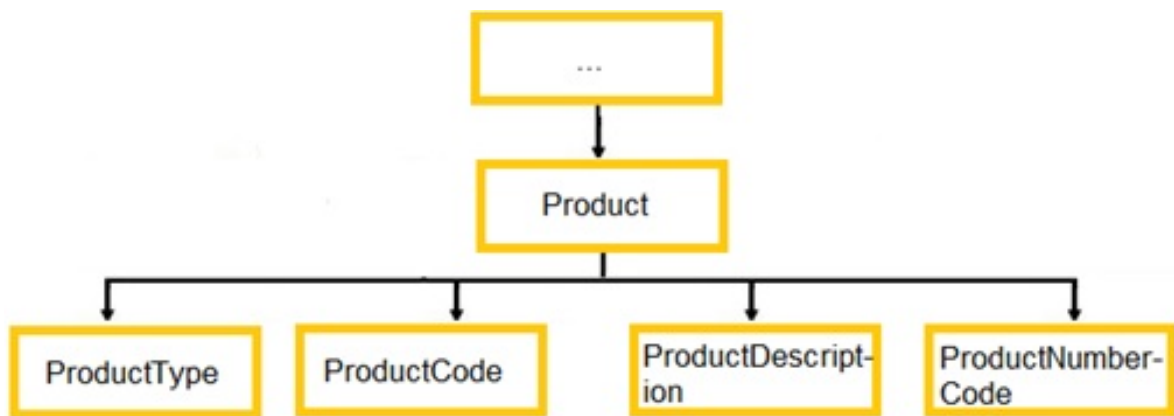 ...
Product
ProductType
ProductCode
ProductDescript-
ion
ProductNumber-
Code